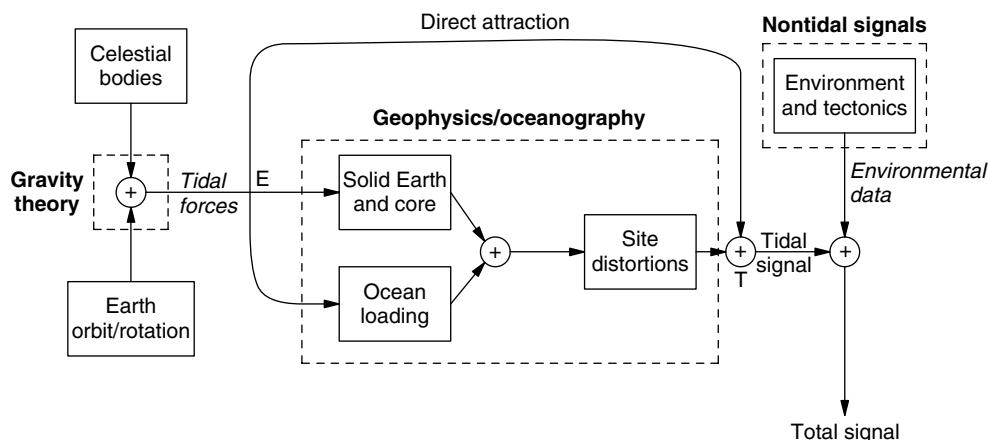 Direct attraction
Nontidal signals
Celestial
bodies
Environment
and tectonics
Geophysics/oceanography
Gravity
theory
+
Tidal
forces
E
Solid Earth
and core
Environmental
data
+
Site
distortions
+
T
Tidal
signal
+
Earth
orbit/rotation
Ocean
loading
Total signal